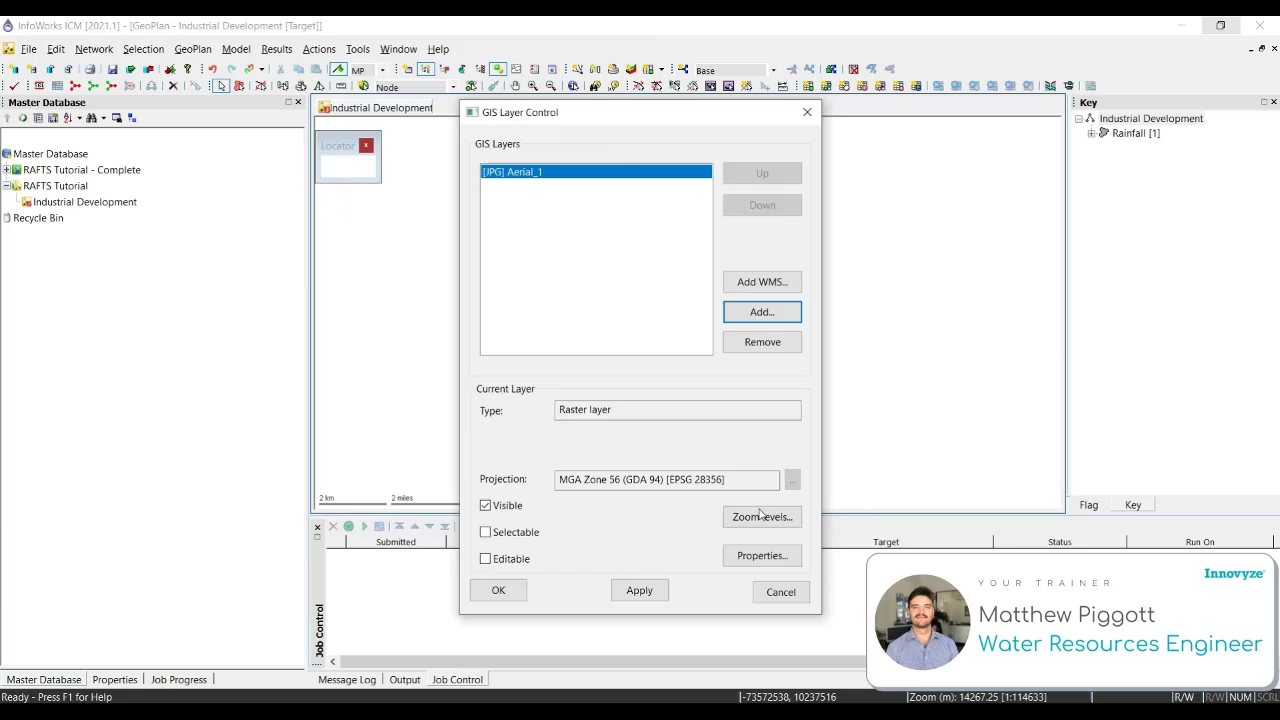 InfoWorks ICM [2021.1] - [GeoPlan - Industrial Development [Target]]
File Edit Network Selection GeoPlan Model Results Actions Tools Window Help
MP
Base
Node
Master Database
Master Database
RAFTS Tutorial - Complete
RAFTS Tutorial
Industrial Development
Recycle Bin
Industrial Development
Locator
2 km
2 miles
GIS Layer Control
GIS Layers
[JPG] Aerial_1
Up
Down
Add WMS...
Add...
Remove
Current Layer
Type:
Raster layer
Projection:
MGA Zone 56 (GDA 94) [EPSG 28356]
...
Visible
Selectable
Editable
Properties...
OK
Apply
Cancel
Key
Industrial Development
Rainfall [1]
Flag
Key
Submitted
Target
Status
Run On
Job Control
Innovyze
YOUR TRAINER
Matthew Piggott
Water Resources Engineer
Master Database
Properties
Job Progress
Message Log
Output
Job Control
Ready - Press F1 for Help
-73572538, 10237516
Zoom (m): 14267.25 [1:114633]
R/W
R/W
NUM
SCRL